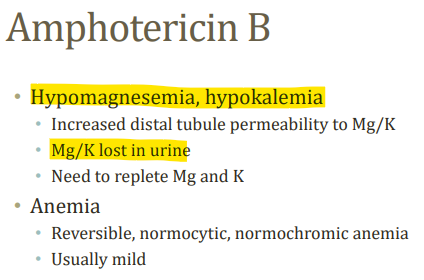 Amphotericin B
• Hypomagnesemia, hypokalemia
• Increased distal tubule permeability to Mg/K
• Mg/K lost in urine
• Need to replete Mg and K
• Anemia
• Reversible, normocytic, normochromic anemia
• Usually mild